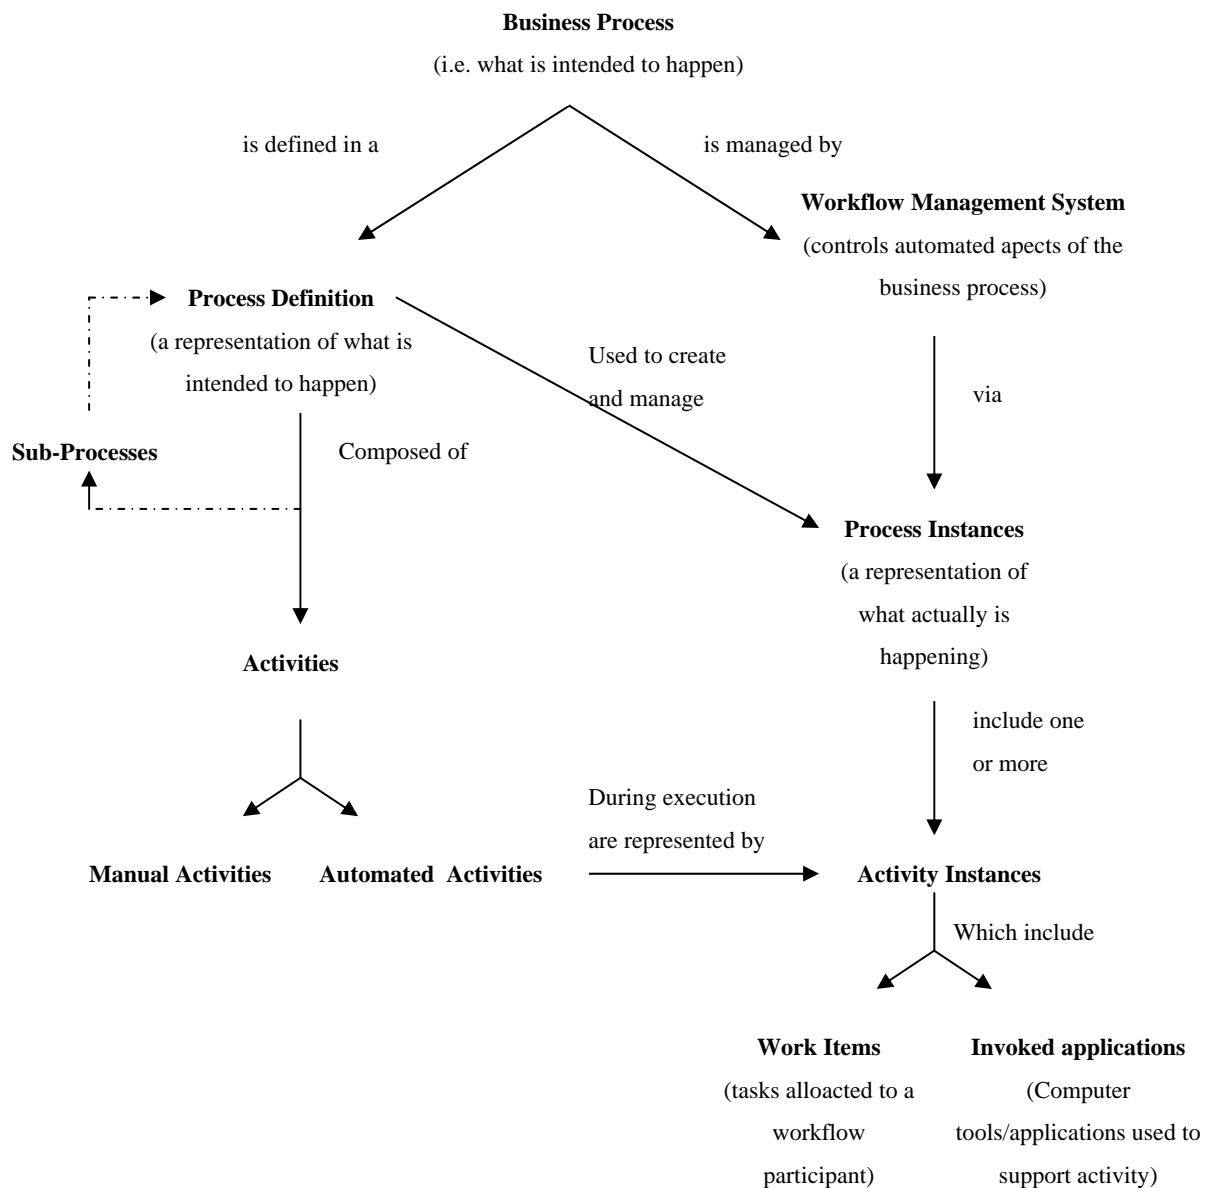 Business Process
(i.e. what is intended to happen)
is defined in a
is managed by
Workflow Management System
(controls automated apects of the
business process)
Process Definition
(a representation of what is
intended to happen)
Used to create
and manage
via
Sub-Processes
Composed of
Process Instances
(a representation of
what actually is
happening)
Activities
include one
or more
During execution
are represented by
Manual Activities
Automated Activities
Activity Instances
Which include
Work Items
(tasks alloacted to a
workflow
participant)
Invoked applications
(Computer
tools/applications used to
support activity)